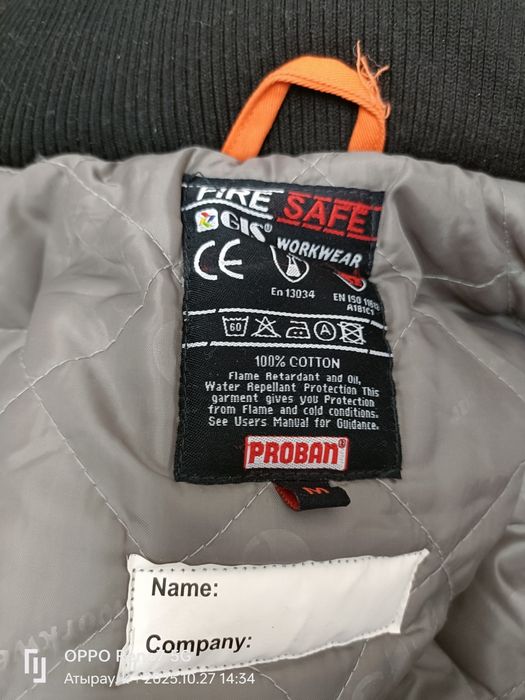 FIRE SAFE
GIS® WORKWEAR
CE
En 13034
EN ISO
A1B1C1
60
A
100% COTTON
Flame Retardant and Oil,
Water Repellant Protection This
garment gives you Protection
from Flame and cold conditions.
See Users Manual for Guidance.
PROBAN®
M
Name:
Company:
OPPO
Атырау 2025.10.27 14:34